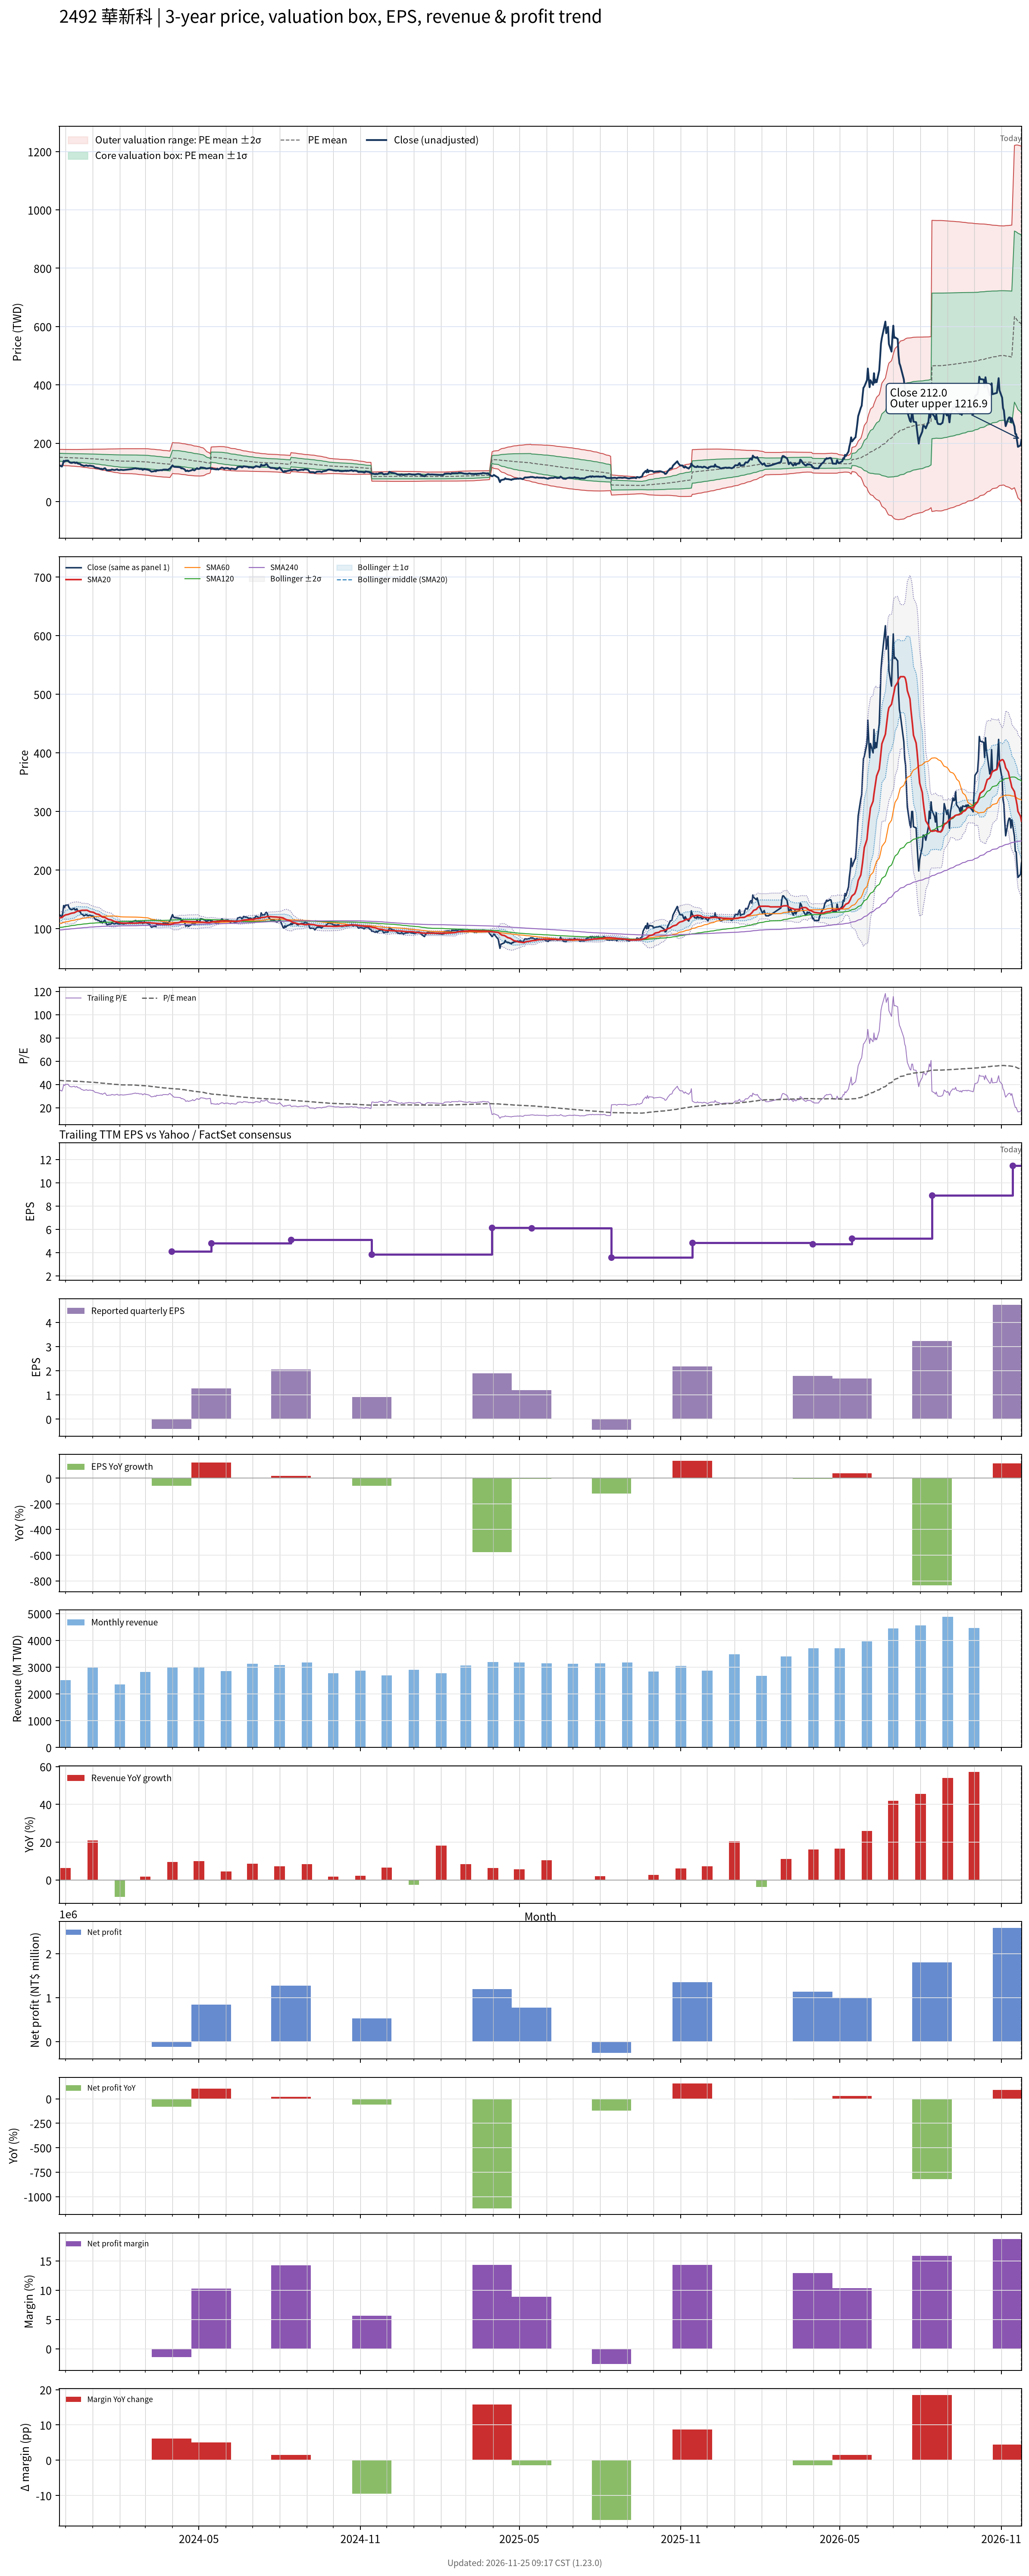 2492 華新科 | 3-year price, valuation box, EPS, revenue & profit trend
Outer valuation range: PE mean ±2σ
Core valuation box: PE mean ±1σ
PE mean
Close (unadjusted)
Today
Price (TWD)
1200
1000
800
600
400
200
0
Close 212.0
Outer upper 1216.9
Close (same as panel 1)
SMA20
SMA60
SMA120
SMA240
Bollinger ±2σ
Bollinger ±1σ
Bollinger middle (SMA20)
Price
700
600
500
400
300
200
100
Trailing P/E
P/E mean
P/E
120
100
80
60
40
20
Trailing TTM EPS vs Yahoo / FactSet consensus
Today
EPS
12
10
8
6
4
2
Reported quarterly EPS
EPS
4
3
2
1
0
EPS YoY growth
YoY (%)
0
-200
-400
-600
-800
Monthly revenue
Revenue (M TWD)
5000
4000
3000
2000
1000
0
Revenue YoY growth
YoY (%)
60
40
20
0
Month
1e6
Net profit
Net profit (NT$ million)
2
1
0
Net profit YoY
YoY (%)
0
-250
-500
-750
-1000
Net profit margin
Margin (%)
15
10
5
0
Margin YoY change
Δ margin (pp)
20
10
0
-10
2024-05
2024-11
2025-05
2025-11
2026-05
2026-11
Updated: 2026-11-25 09:17 CST (1.23.0)